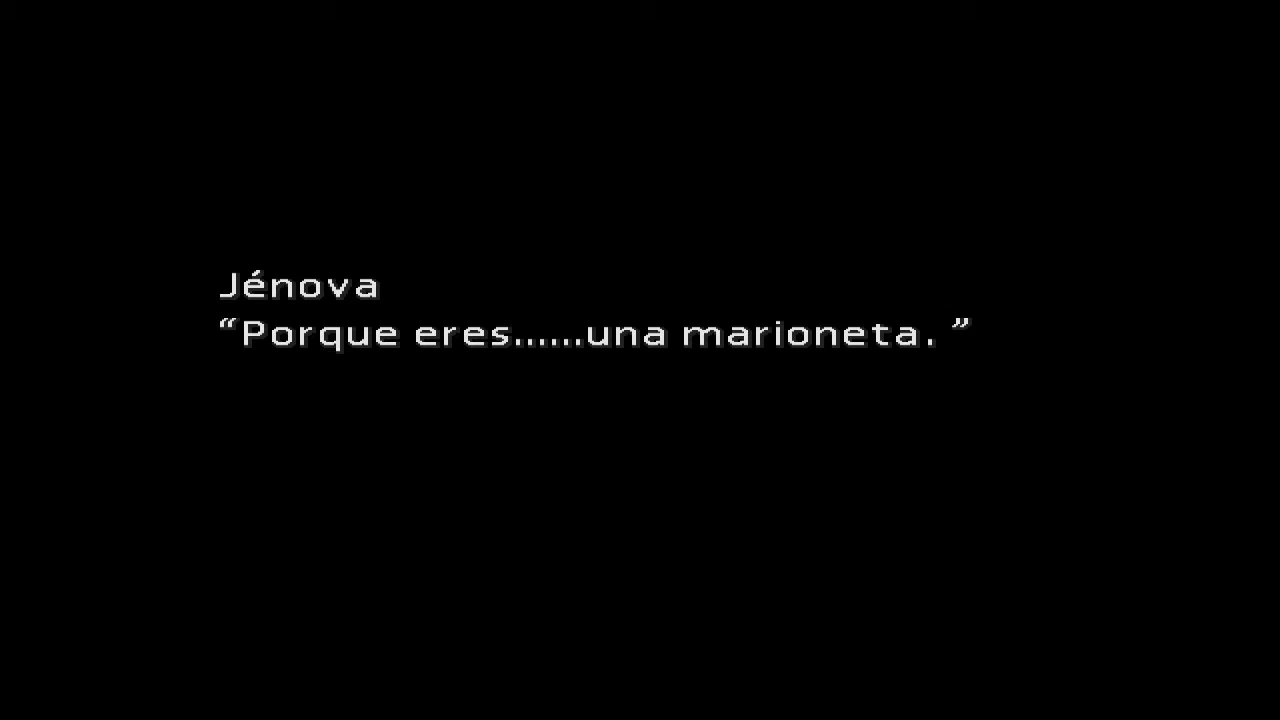 Jénova
“Porque eres......una marioneta. ”